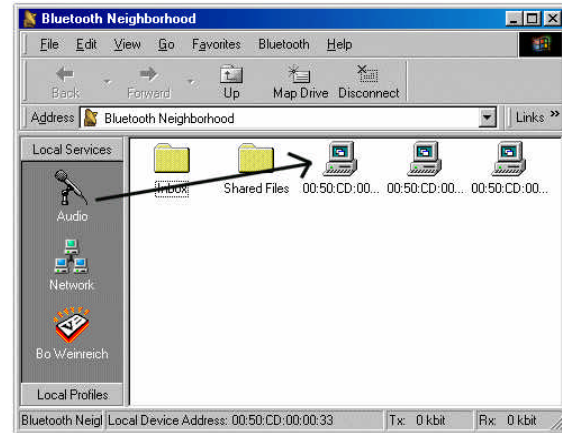 Bluetooth Neighborhood
File Edit View Go Favorites Bluetooth Help
Back Forward Up Map Drive Disconnect
Address Bluetooth Neighborhood Links »
Local Services
Audio
Network
Bo Weinreich
Local Profiles
Inbox Shared Files 00:50:CD:00... 00:50:CD:00... 00:50:CD:00...
Bluetooth Neigl Local Device Address: 00:50:CD:00:00:33 Tx: 0 kbit Rx: 0 kbit